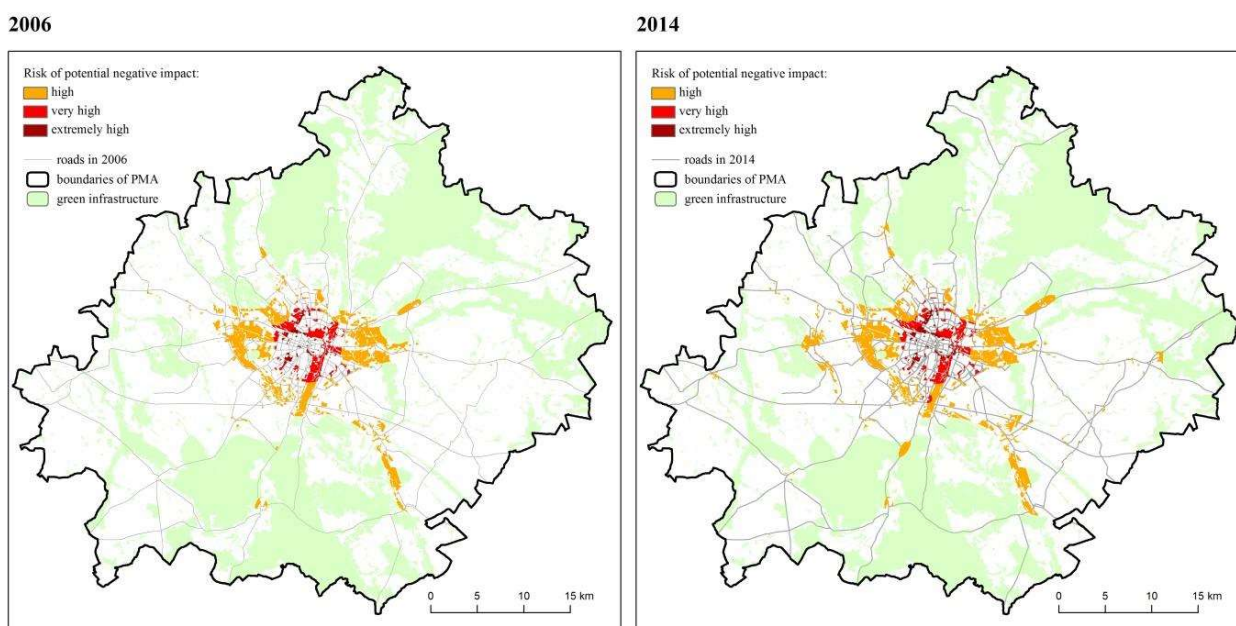 2006
Risk of potential negative impact:
high
very high
extremely high
roads in 2006
boundaries of PMA
green infrastructure
0 5 10 15 km
2014
Risk of potential negative impact:
high
very high
extremely high
roads in 2014
boundaries of PMA
green infrastructure
0 5 10 15 km